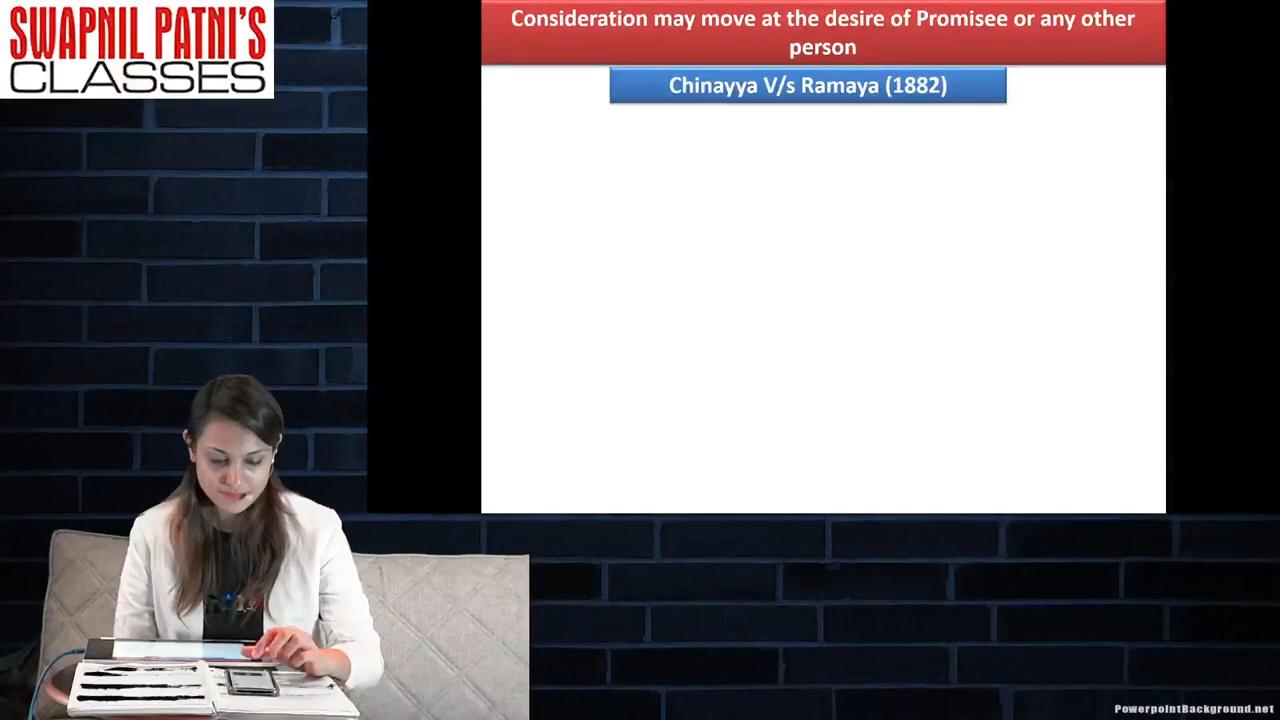 SWAPNIL PATNI'S
CLASSES
Consideration may move at the desire of Promisee or any other
person
Chinayya V/s Ramaya (1882)
PowerpointBackground.net